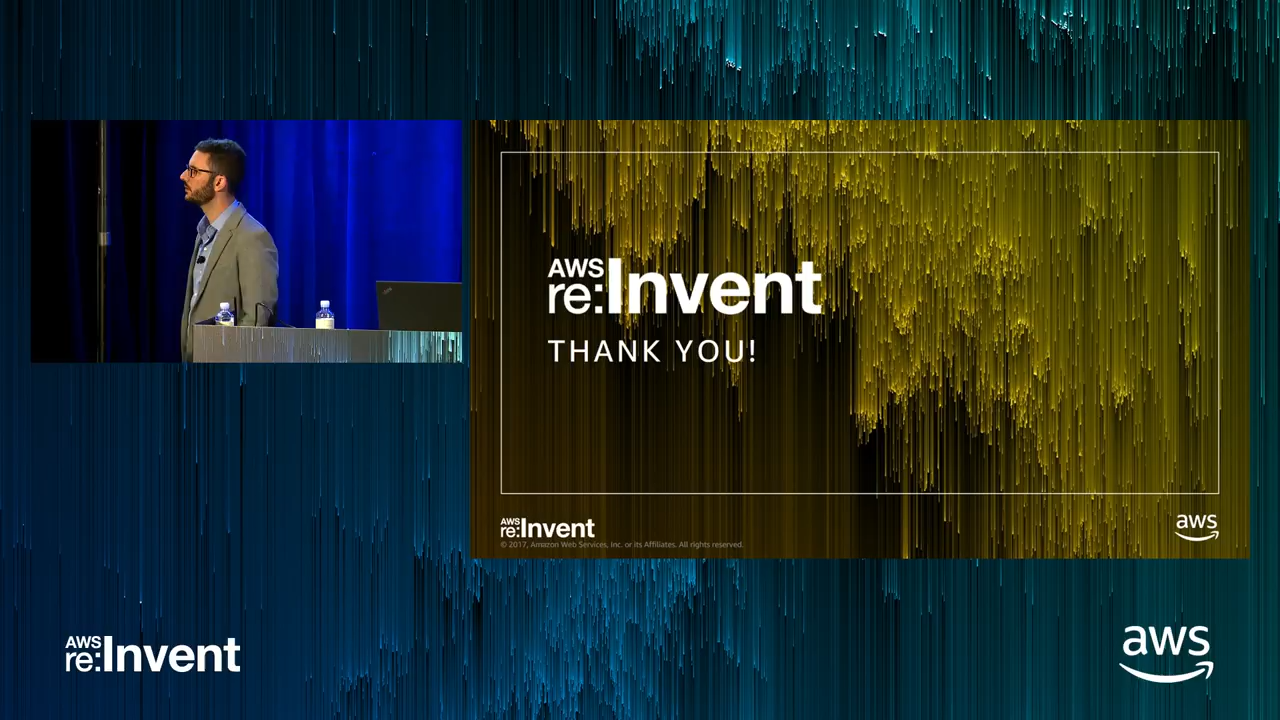 AWS
re:Invent
THANK YOU!
AWS
re:Invent
© 2017, Amazon Web Services, Inc. or its Affiliates. All rights reserved.
aws
AWS
re:Invent
aws